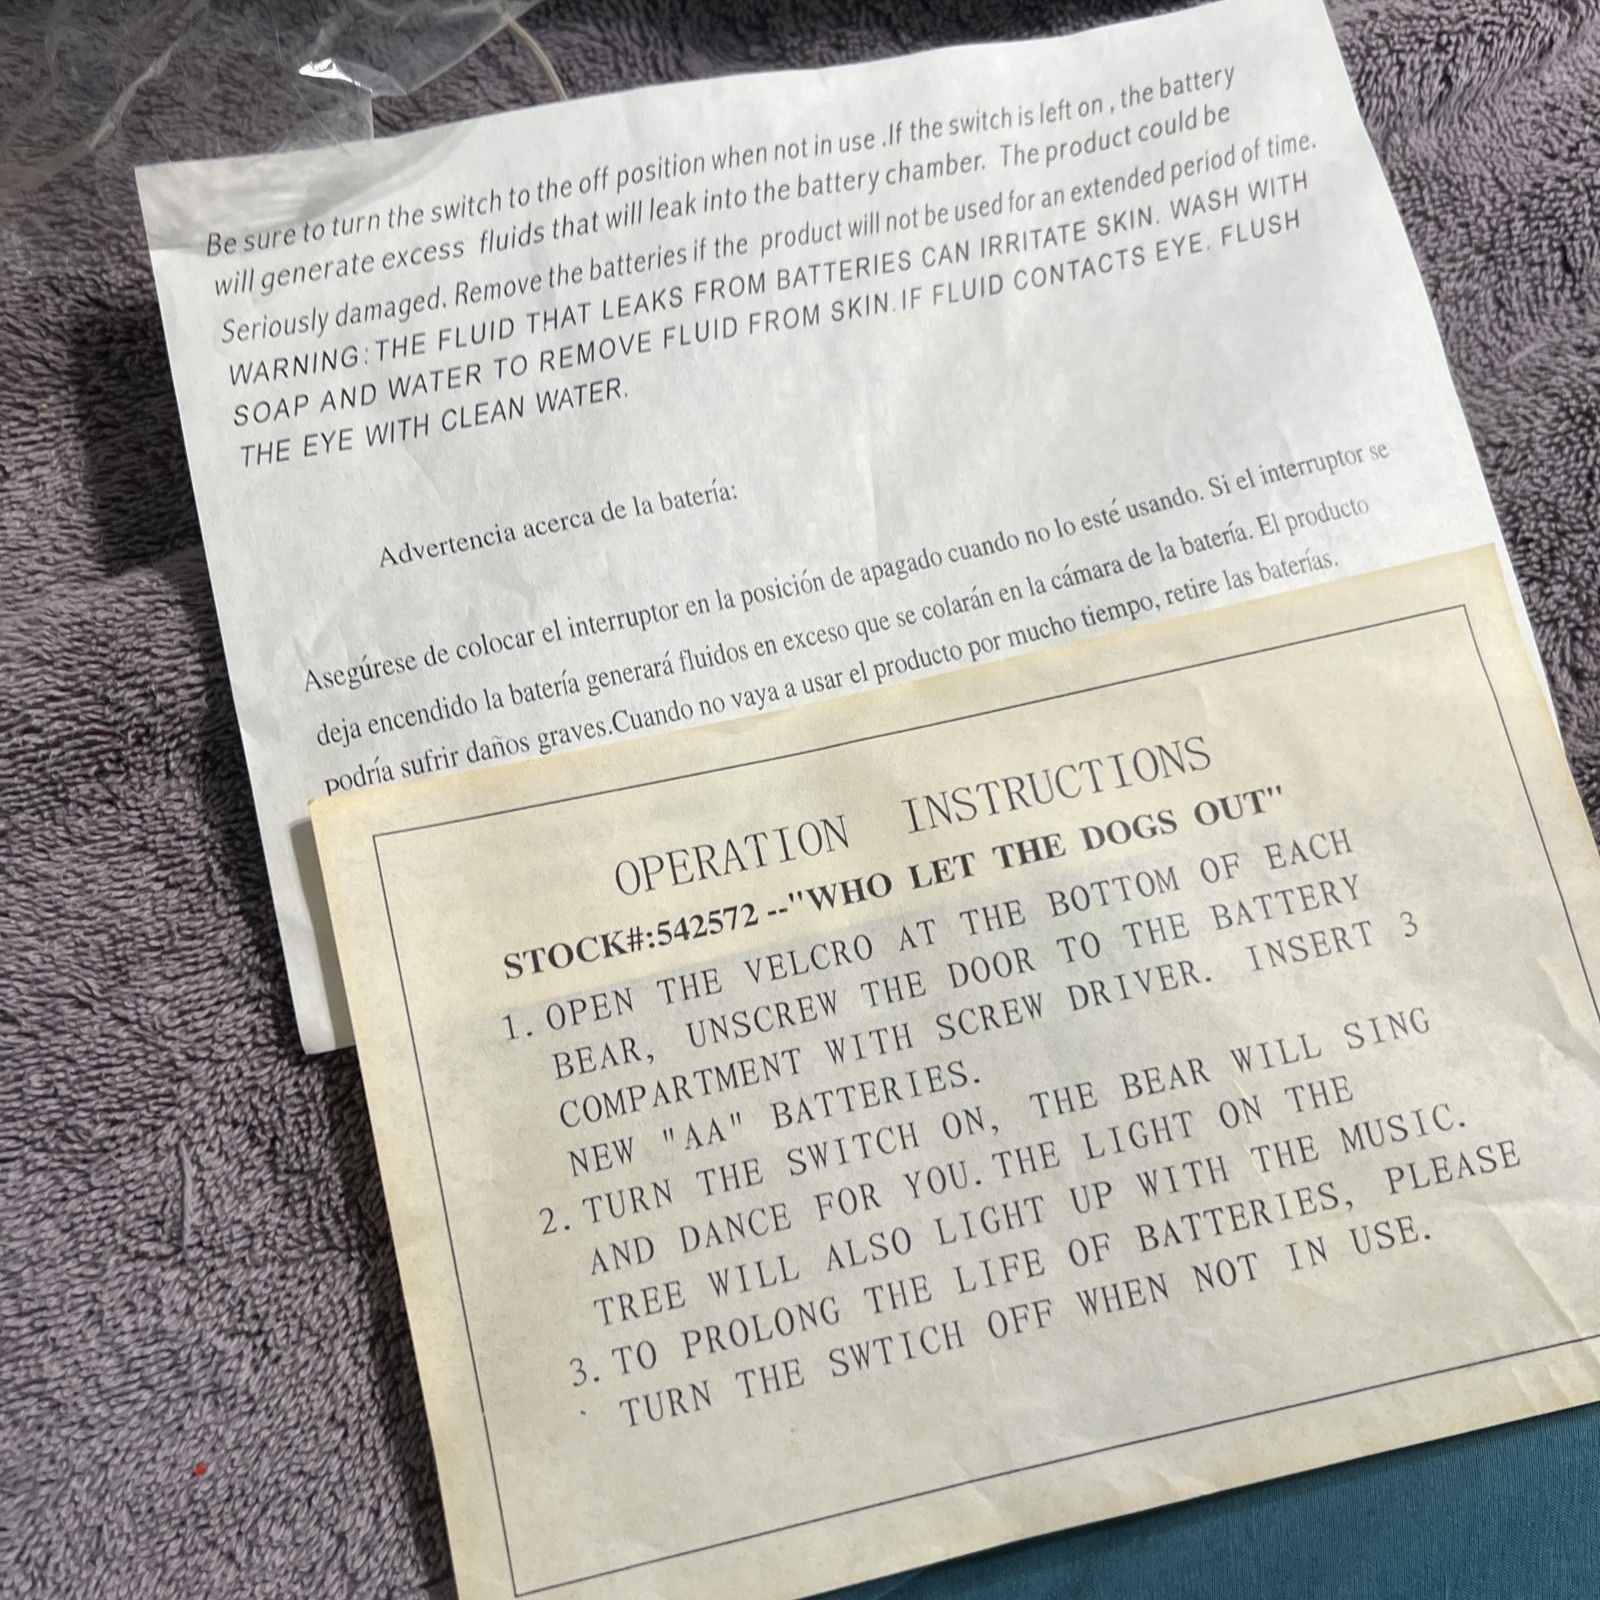 Be sure to turn the switch to the off position when not in use .If the switch is left on , the battery
will generate excess fluids that will leak into the battery chamber. The product could be
Seriously damaged. Remove the batteries if the product will not be used for an extended period of time.
WARNING: THE FLUID THAT LEAKS FROM BATTERIES CAN IRRITATE SKIN. WASH WITH
SOAP AND WATER TO REMOVE FLUID FROM SKIN. IF FLUID CONTACTS EYE. FLUSH
THE EYE WITH CLEAN WATER.
Advertencia acerca de la batería:
Asegúrese de colocar el interruptor en la posición de apagado cuando no lo esté usando. Si el interruptor se
deja encendido la batería generará fluidos en exceso que se colarán en la cámara de la batería. El producto
podría sufrir daños graves.Cuando no vaya a usar el producto por mucho tiempo, retire las baterías.
OPERATION INSTRUCTIONS
STOCK#:542572 --"WHO LET THE DOGS OUT"
1. OPEN THE VELCRO AT THE BOTTOM OF EACH
BEAR, UNSCREW THE DOOR TO THE BATTERY
COMPARTMENT WITH SCREW DRIVER. INSERT 3
NEW "AA" BATTERIES.
2. TURN THE SWITCH ON, THE BEAR WILL SING
AND DANCE FOR YOU. THE LIGHT ON THE
TREE WILL ALSO LIGHT UP WITH THE MUSIC.
3. TO PROLONG THE LIFE OF BATTERIES, PLEASE
TURN THE SWTICH OFF WHEN NOT IN USE.